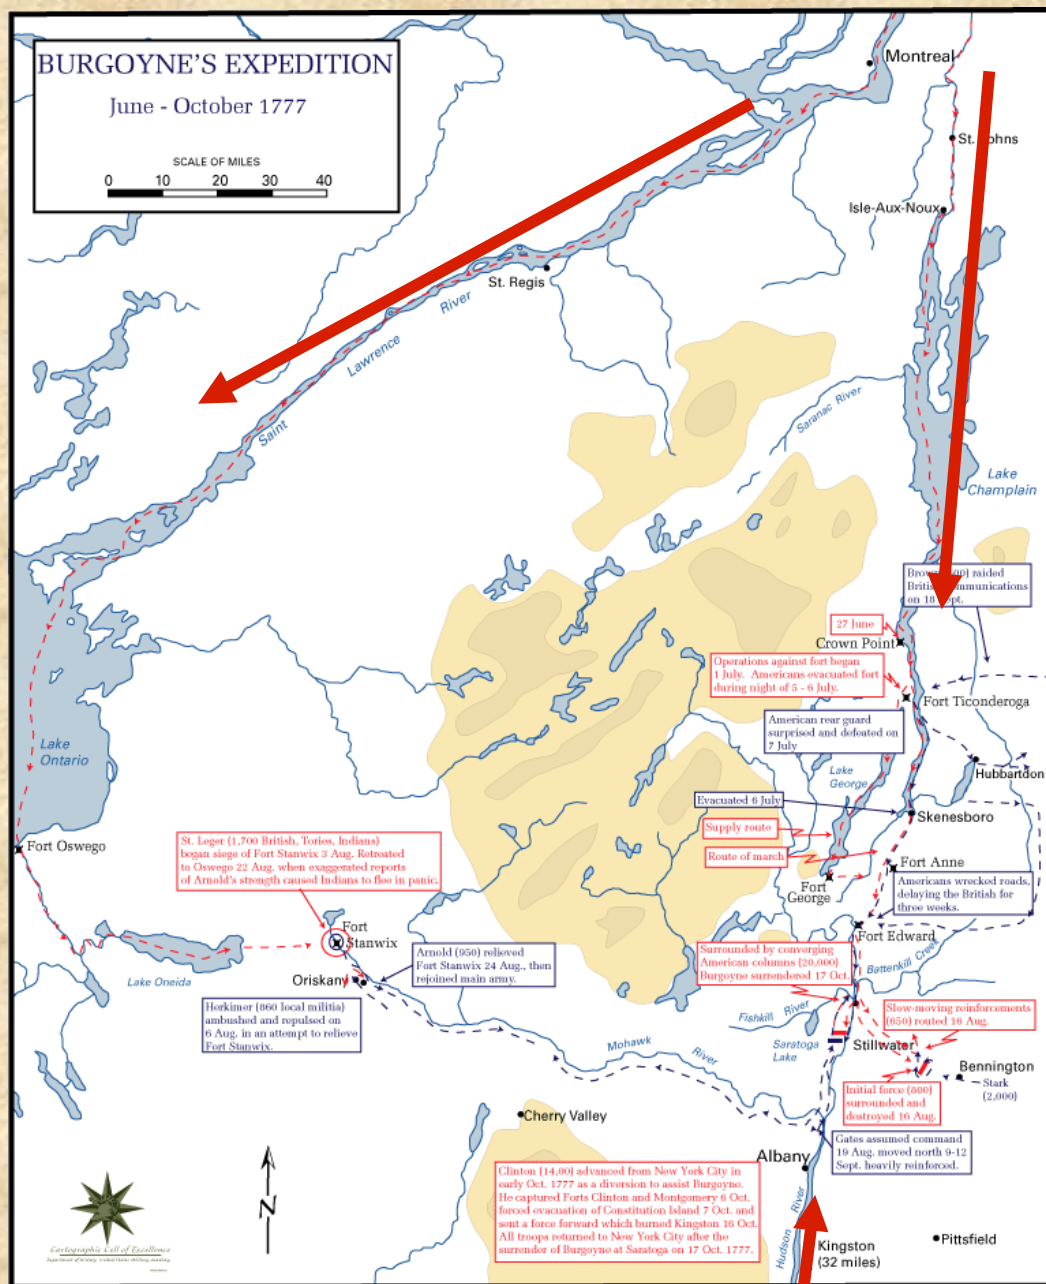 BURGOYNE'S EXPEDITION
June - October 1777
SCALE OF MILES
0 10 20 30 40
Montreal
St. Johns
Isle-Aux-Noux
St. Regis
River
Lawrence
Saint
Saranac River
Lake
Champlain
Brown (500) raided
British communications
on 18 Sept.
27 June
Crown Point
Operations against fort began
1 July. Americans evacuated fort
during night of 5 - 6 July.
Fort Ticonderoga
American rear guard
surprised and defeated on
7 July
Lake
Ontario
Lake
George
Hubbardton
Evacuated 6 July
Skenesboro
Supply route
Route of march
Fort Oswego
St. Leger (1,700 British, Tories, Indians)
began siege of Fort Stanwix 3 Aug. Retreated
to Oswego 22 Aug. when exaggerated reports
of Arnold's strength caused Indians to flee in panic.
Fort Anne
Fort
George
Americans wrecked roads,
delaying the British for
three weeks.
Fort
Stanwix
Fort Edward
Arnold (950) relieved
Fort Stanwix 24 Aug., then
rejoined main army.
Surrounded by converging
American columns (20,000)
Burgoyne surrendered 17 Oct.
Battenkill Creek
Lake Oneida
Oriskany
Herkimer (860 local militia)
ambushed and repulsed on
6 Aug. in an attempt to relieve
Fort Stanwix.
Fishkill River
Slow-moving reinforcements
(650) routed 16 Aug.
Saratoga
Lake
Stillwater
Mohawk
River
Bennington
Stark
(2,000)
Initial force (800)
surrounded and
destroyed 16 Aug.
Cherry Valley
Gates assumed command
19 Aug. moved north 9-12
Sept. heavily reinforced.
Albany
Clinton (14,00) advanced from New York City in
early Oct. 1777 as a diversion to assist Burgoyne.
He captured Forts Clinton and Montgomery 6 Oct.
forced evacuation of Constitution Island 7 Oct. and
sent a force forward which burned Kingston 16 Oct.
All troops returned to New York City after the
surrender of Burgoyne at Saratoga on 17 Oct. 1777.
N
Hudson River
Kingston
(32 miles)
Pittsfield
Cartographic Cell of Excellence
Department of History, United States Military Academy